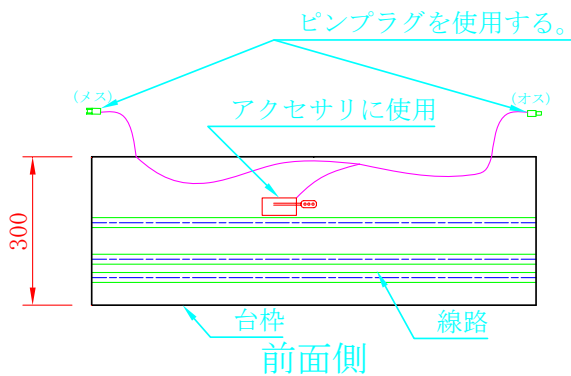 ピンプラグを使用する。
(メス)
(オス)
アクセサリに使用
300
台枠
線路
前面側